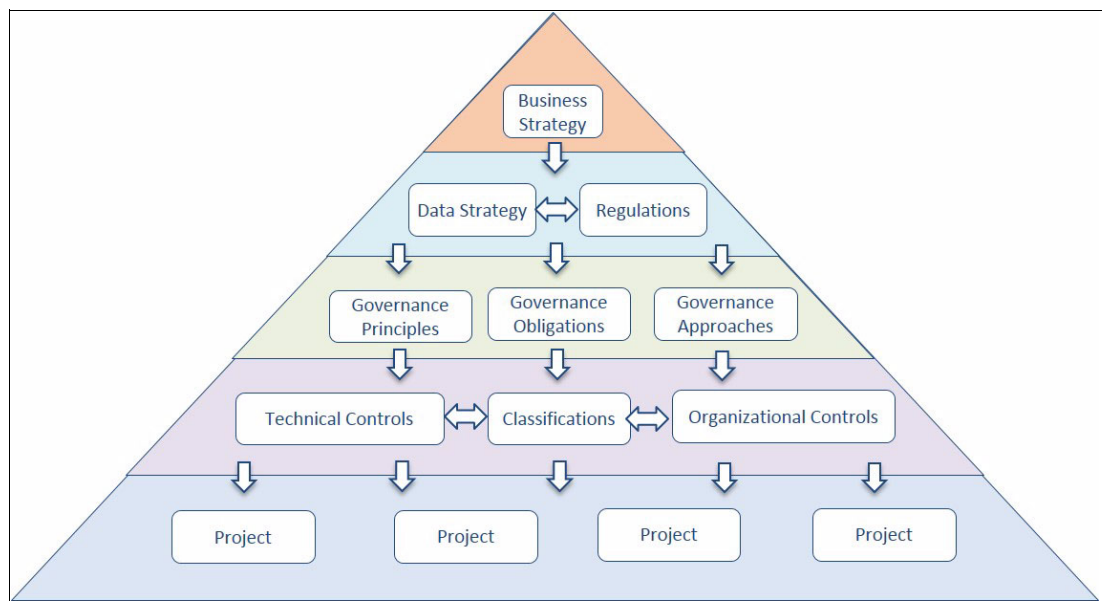 Business
Strategy
Data Strategy
Regulations
Governance
Principles
Governance
Obligations
Governance
Approaches
Technical Controls
Classifications
Organizational Controls
Project
Project
Project
Project